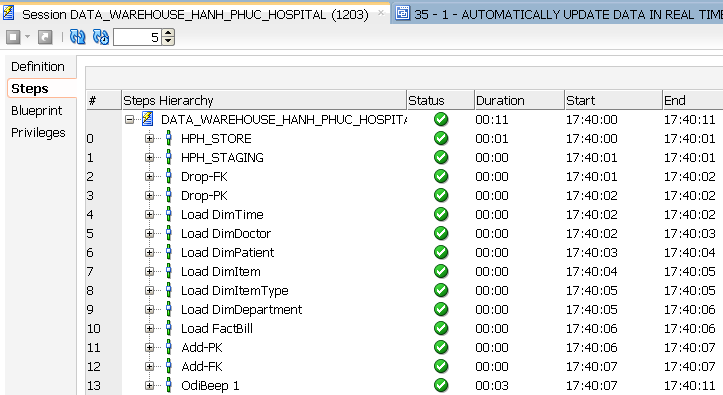 Session DATA_WAREHOUSE_HANH_PHUC_HOSPITAL (1203) × 35 - 1 - AUTOMATICALLY UPDATE DATA IN REAL TIME
5
Definition
Steps
Blueprint
Privileges
# Steps Hierarchy Status Duration Start End
DATA_WAREHOUSE_HANH_PHUC_HOSPITA 00:11 17:40:00 17:40:11
0 HPH_STORE 00:01 17:40:00 17:40:01
1 HPH_STAGING 00:00 17:40:01 17:40:01
2 Drop-FK 00:00 17:40:01 17:40:02
3 Drop-PK 00:00 17:40:02 17:40:02
4 Load DimTime 00:00 17:40:02 17:40:02
5 Load DimDoctor 00:00 17:40:02 17:40:03
6 Load DimPatient 00:00 17:40:03 17:40:04
7 Load DimItem 00:00 17:40:04 17:40:05
8 Load DimItemType 00:00 17:40:05 17:40:05
9 Load DimDepartment 00:00 17:40:05 17:40:06
10 Load FactBill 00:00 17:40:06 17:40:06
11 Add-PK 00:00 17:40:06 17:40:07
12 Add-FK 00:00 17:40:07 17:40:07
13 OdiBeep 1 00:03 17:40:07 17:40:11